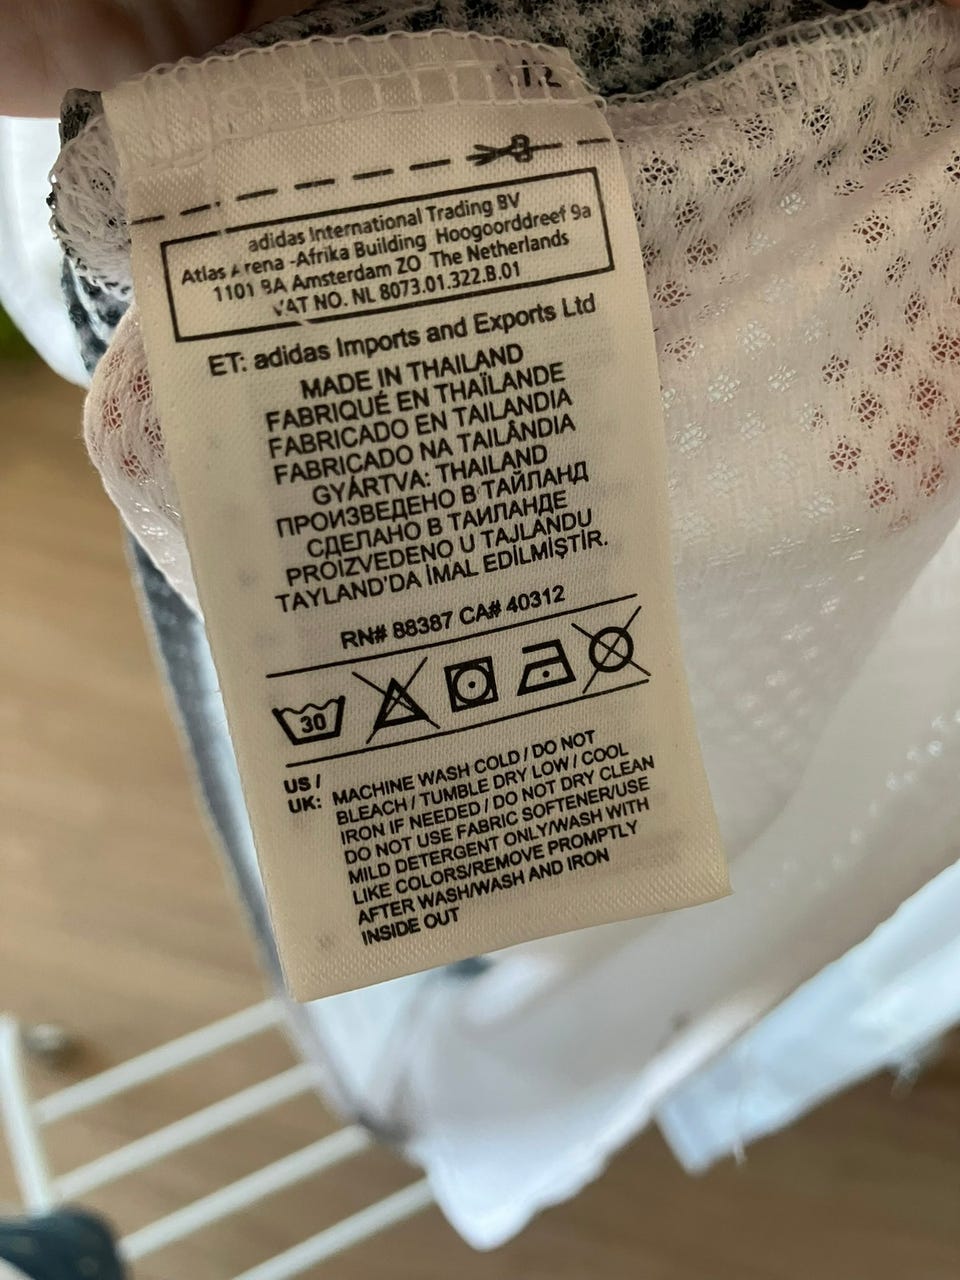 adidas International Trading BV
Atlas Arena -Afrika Building Hoogoorddreef 9a
1101 BA Amsterdam ZO The Netherlands
VAT NO. NL 8073.01.322.B.01
ET: adidas Imports and Exports Ltd
MADE IN THAILAND
FABRIQUÉ EN THAÏLANDE
FABRICADO EN TAILANDIA
FABRICADO NA TAILÂNDIA
GYÁRTVA: THAILAND
ПРОИЗВЕДЕНО В ТАЙЛАНД
СДЕЛАНО В ТАИЛАНДЕ
PROIZVEDENO U TAJLANDU
TAYLAND'DA İMAL EDİLMİŞTİR.
RN# 88387 CA# 40312
30
US /
UK: MACHINE WASH COLD / DO NOT
BLEACH / TUMBLE DRY LOW / COOL
IRON IF NEEDED / DO NOT DRY CLEAN
DO NOT USE FABRIC SOFTENER/USE
MILD DETERGENT ONLY/WASH WITH
LIKE COLORS/REMOVE PROMPTLY
AFTER WASH/WASH AND IRON
INSIDE OUT